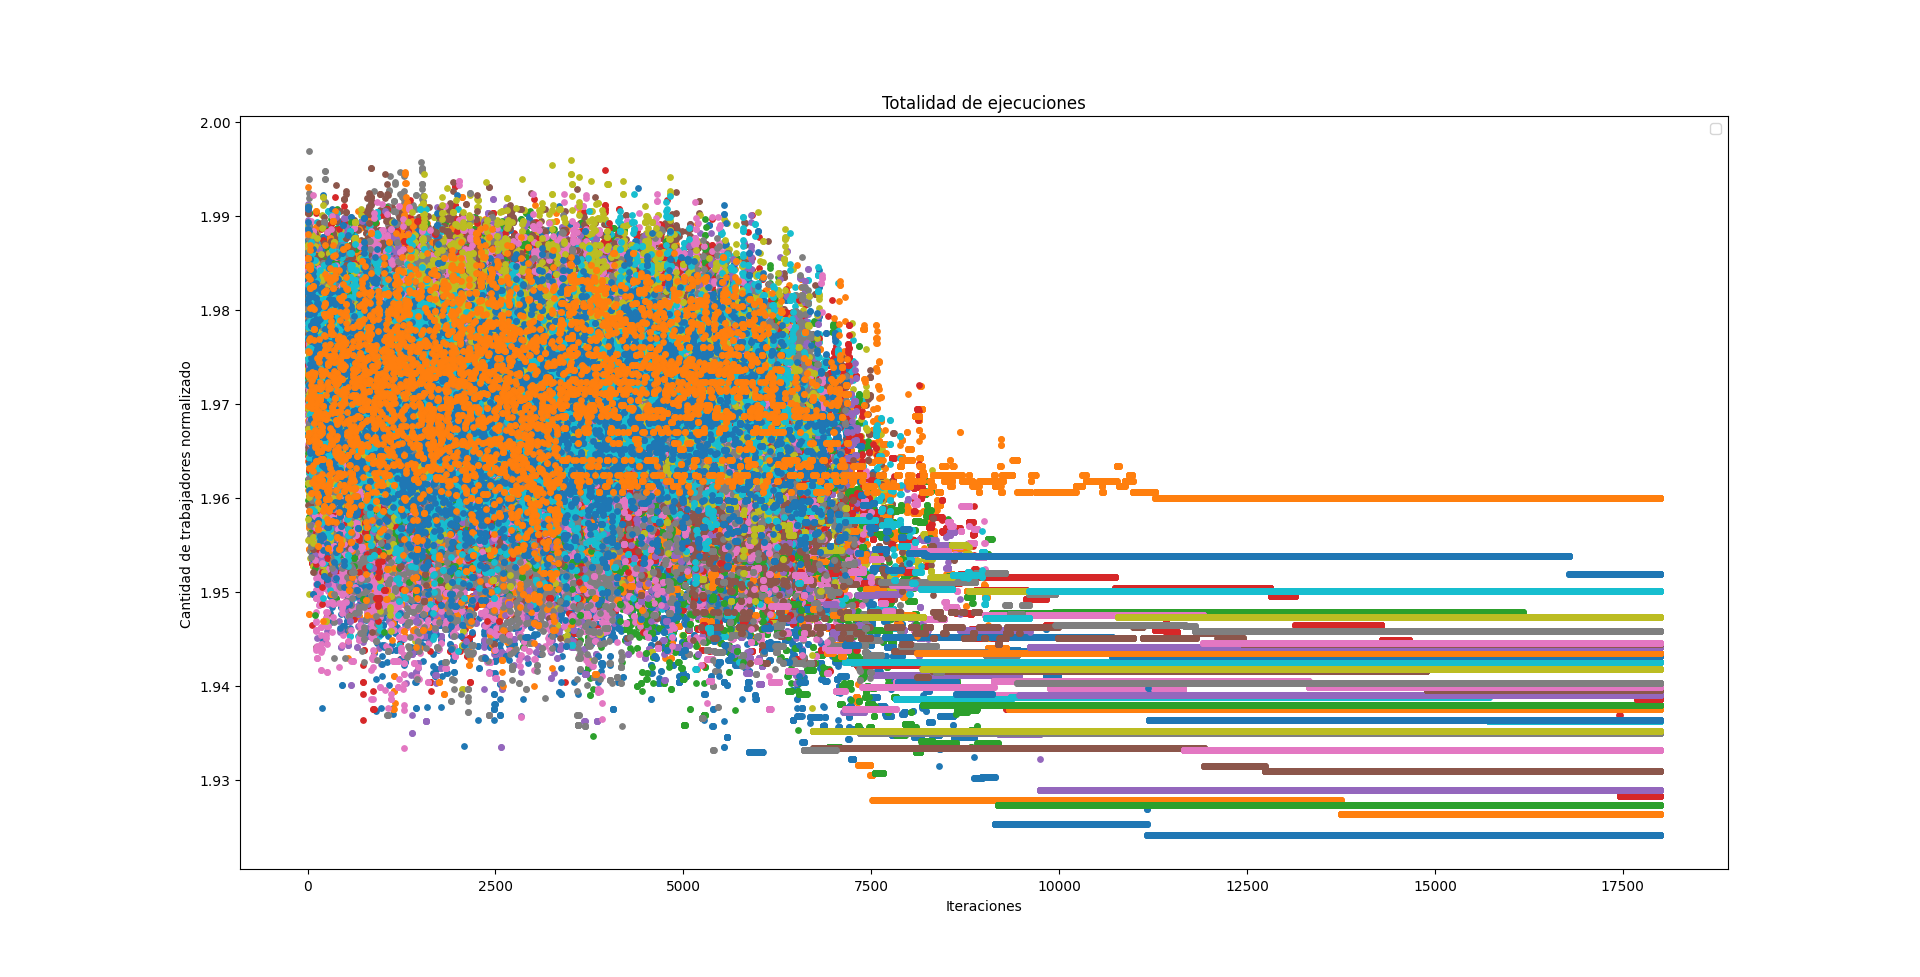 Totalidad de ejecuciones
Cantidad de trabajadores normalizado
2.00
1.99
1.98
1.97
1.96
1.95
1.94
1.93
0 2500 5000 7500 10000 12500 15000 17500
Iteraciones